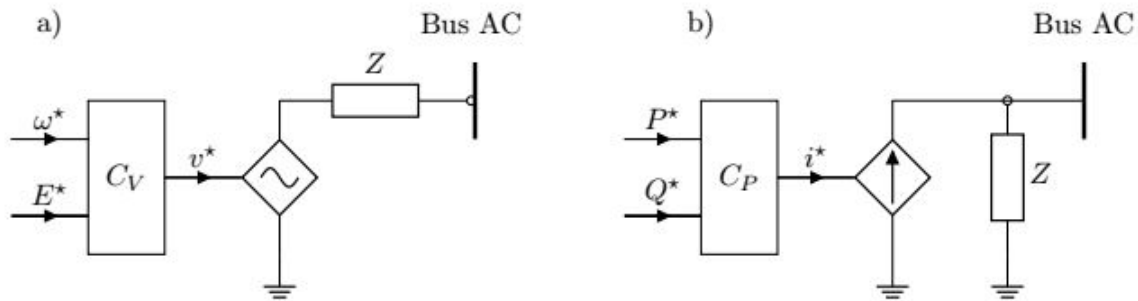 a)
Bus AC
Z
ω*
C_V
v*
E*
b)
Bus AC
P*
C_P
i*
Z
Q*